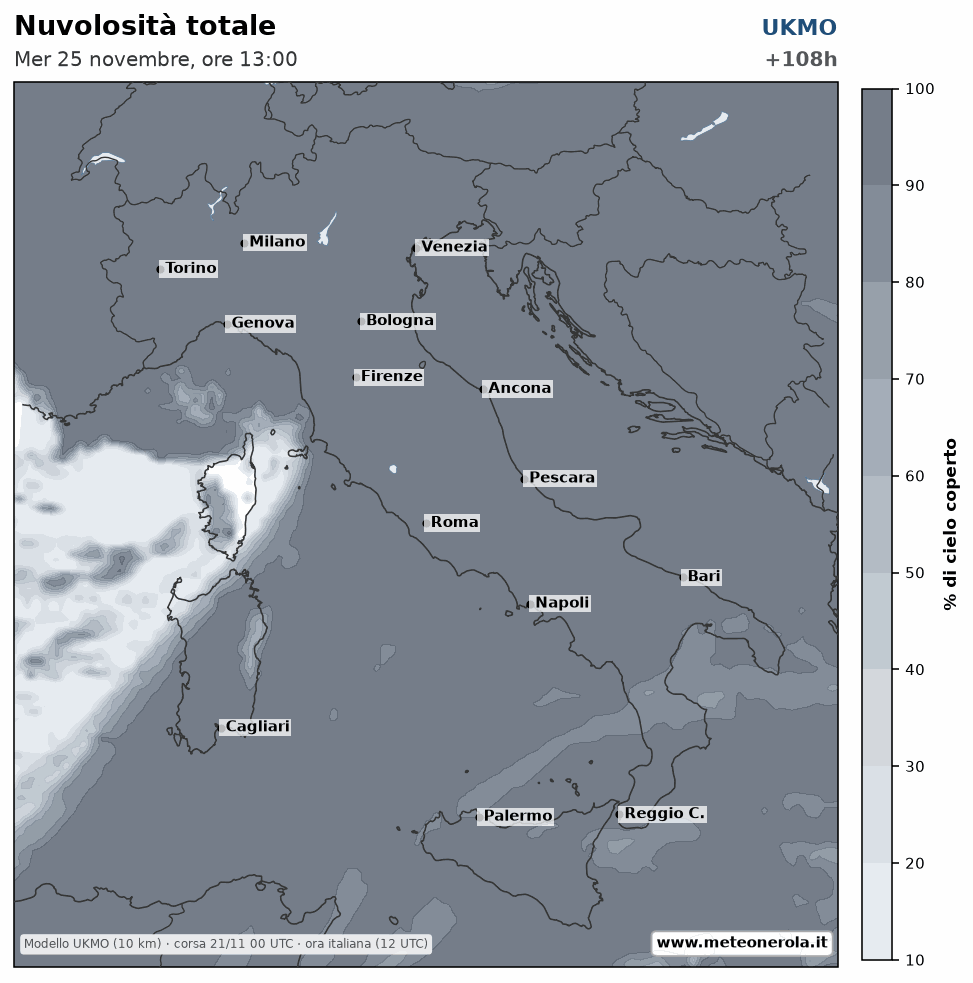 Nuvolosità totale
UKMO
Mer 25 novembre, ore 13:00
+108h
100
90
80
70
60
50
40
30
20
10
% di cielo coperto
Milano
Venezia
Torino
Genova
Bologna
Firenze
Ancona
Pescara
Roma
Bari
Napoli
Cagliari
Palermo
Reggio C.
Modello UKMO (10 km) · corsa 21/11 00 UTC · ora italiana (12 UTC)
www.meteonerola.it